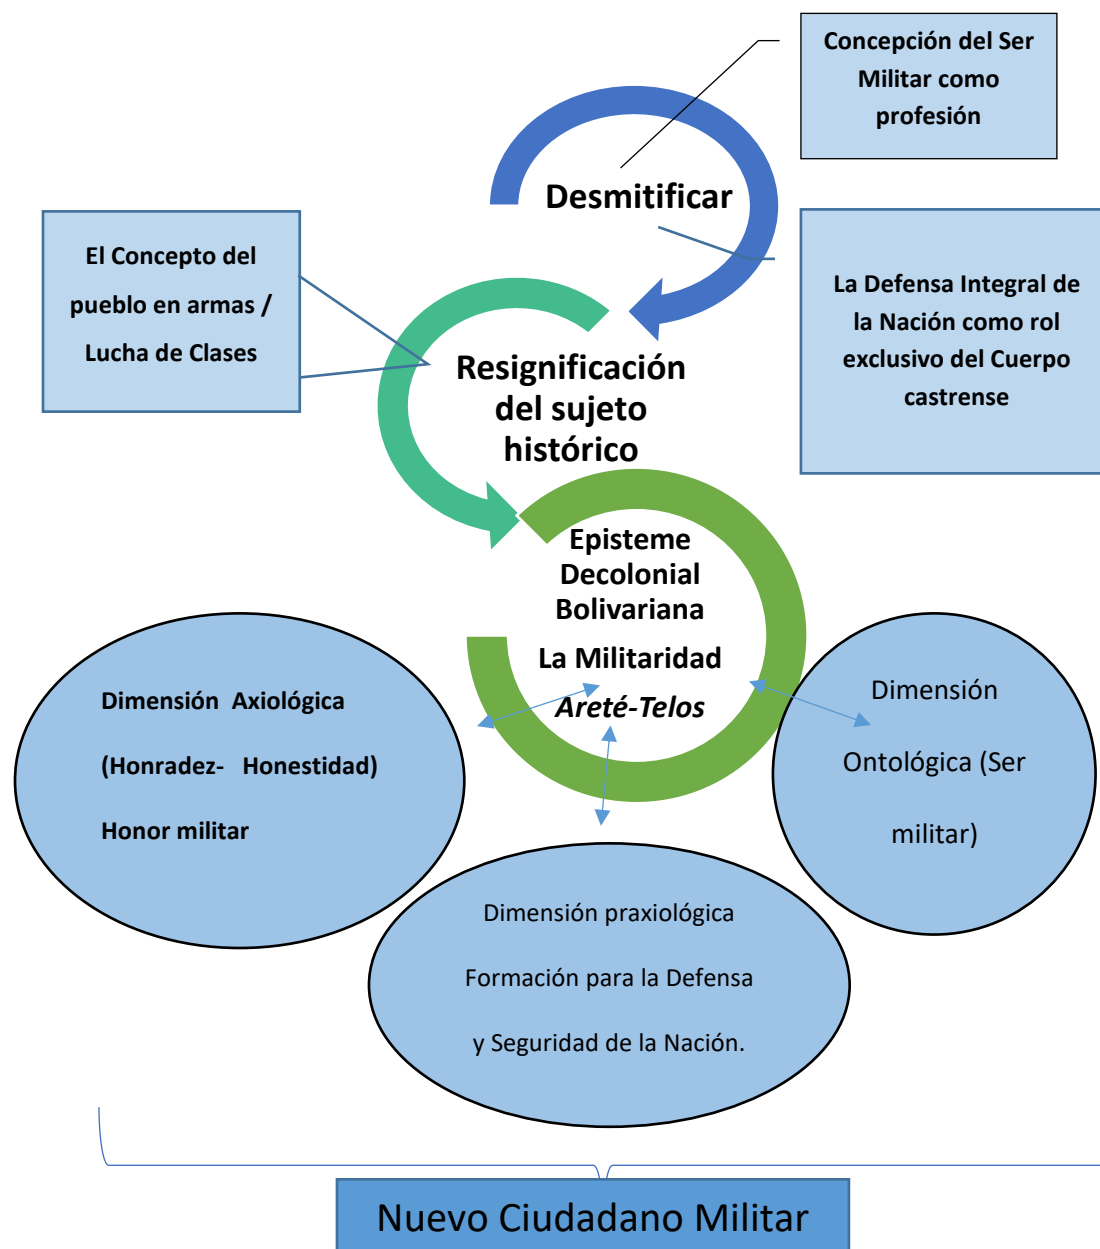 Concepción del Ser
Militar como
profesión
Desmitificar
El Concepto del
pueblo en armas /
Lucha de Clases
La Defensa Integral de
la Nación como rol
exclusivo del Cuerpo
castrense
Resignificación
del sujeto
histórico
Episteme
Decolonial
Bolivariana
La Militaridad
Areté-Telos
Dimensión Axiológica
(Honradez- Honestidad)
Honor militar
Dimensión
Ontológica (Ser
militar)
Dimensión praxiológica
Formación para la Defensa
y Seguridad de la Nación.
Nuevo Ciudadano Militar